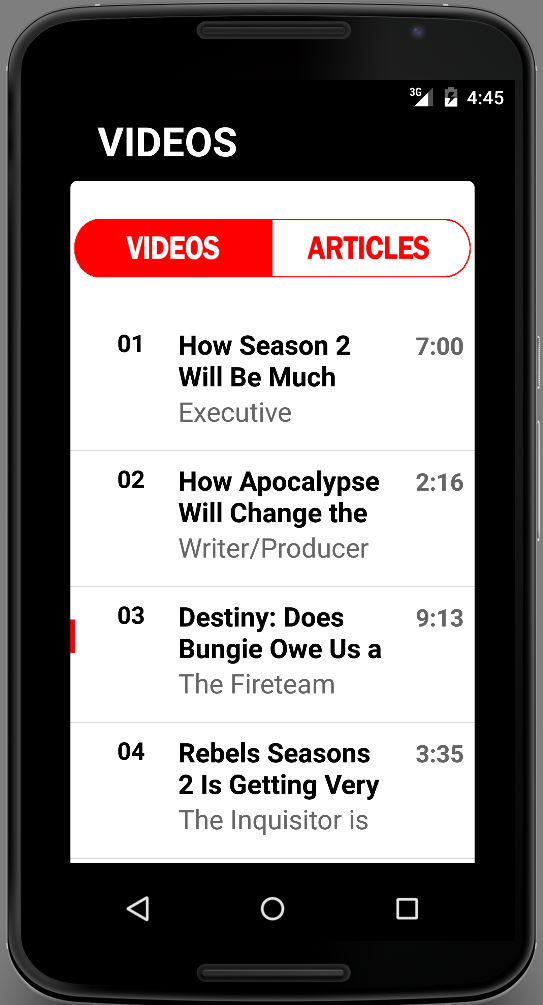 3G 4:45
VIDEOS
VIDEOS ARTICLES
01 How Season 2 7:00
Will Be Much
Executive
02 How Apocalypse 2:16
Will Change the
Writer/Producer
03 Destiny: Does 9:13
Bungie Owe Us a
The Fireteam
04 Rebels Seasons 3:35
2 Is Getting Very
The Inquisitor is